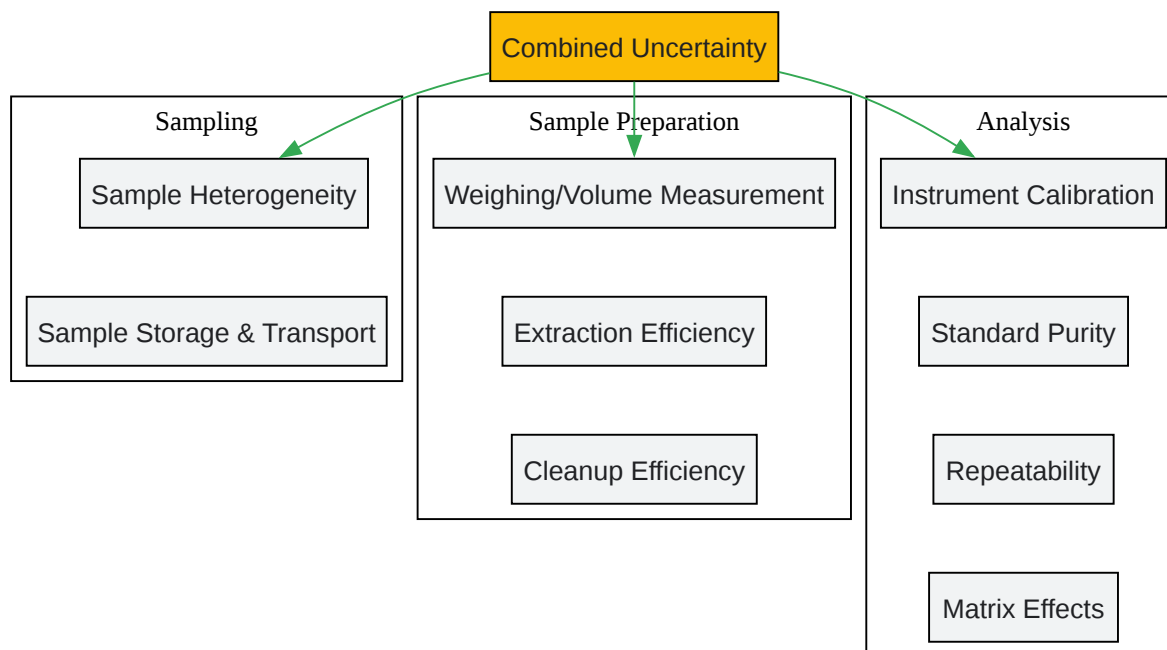 Combined Uncertainty
Sampling
Sample Heterogeneity
Sample Storage & Transport
Sample Preparation
Weighing/Volume Measurement
Extraction Efficiency
Cleanup Efficiency
Analysis
Instrument Calibration
Standard Purity
Repeatability
Matrix Effects